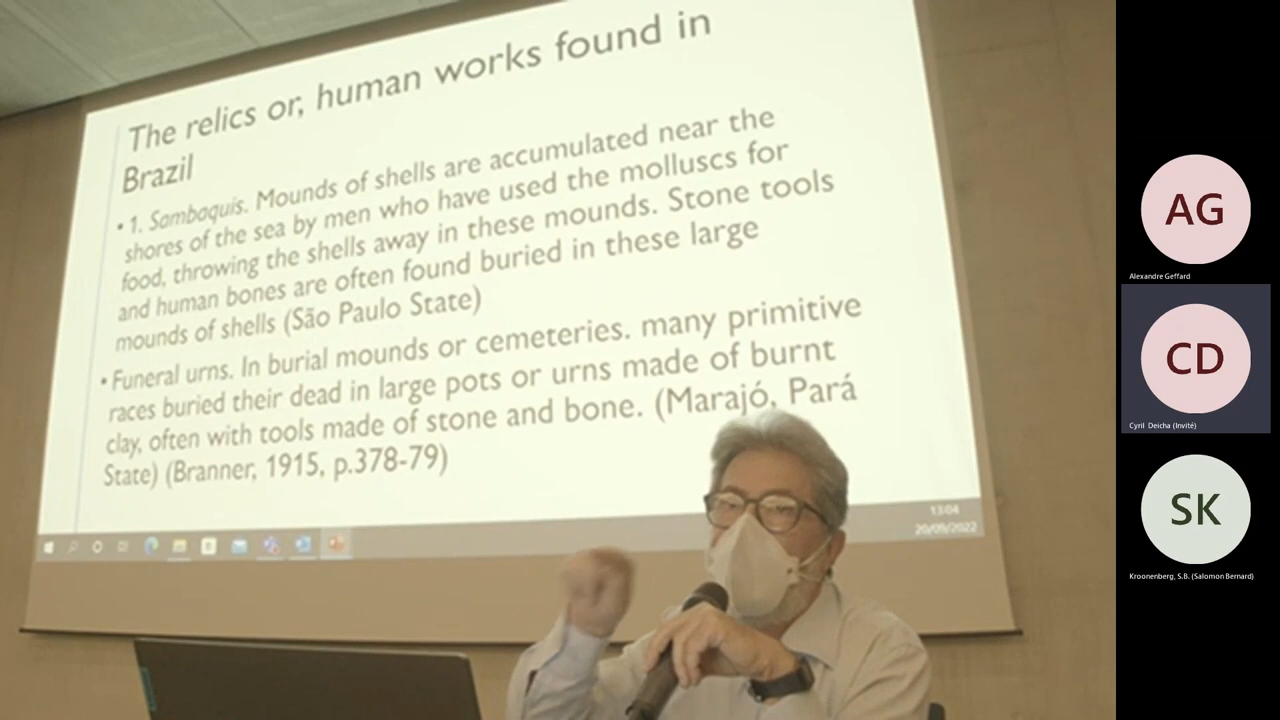 The relics or, human works found in
Brazil
• 1. Sambaquis. Mounds of shells are accumulated near the
shores of the sea by men who have used the molluscs for
food, throwing the shells away in these mounds. Stone tools
and human bones are often found buried in these large
mounds of shells (São Paulo State)
• Funeral urns. In burial mounds or cemeteries. many primitive
races buried their dead in large pots or urns made of burnt
clay, often with tools made of stone and bone. (Marajó, Pará
State) (Branner, 1915, p.378-79)
13:04
20/09/2022
AG
Alexandre Geffard
CD
Cyril Deicha (Invité)
SK
Kroonenberg, S.B. (Salomon Bernard)